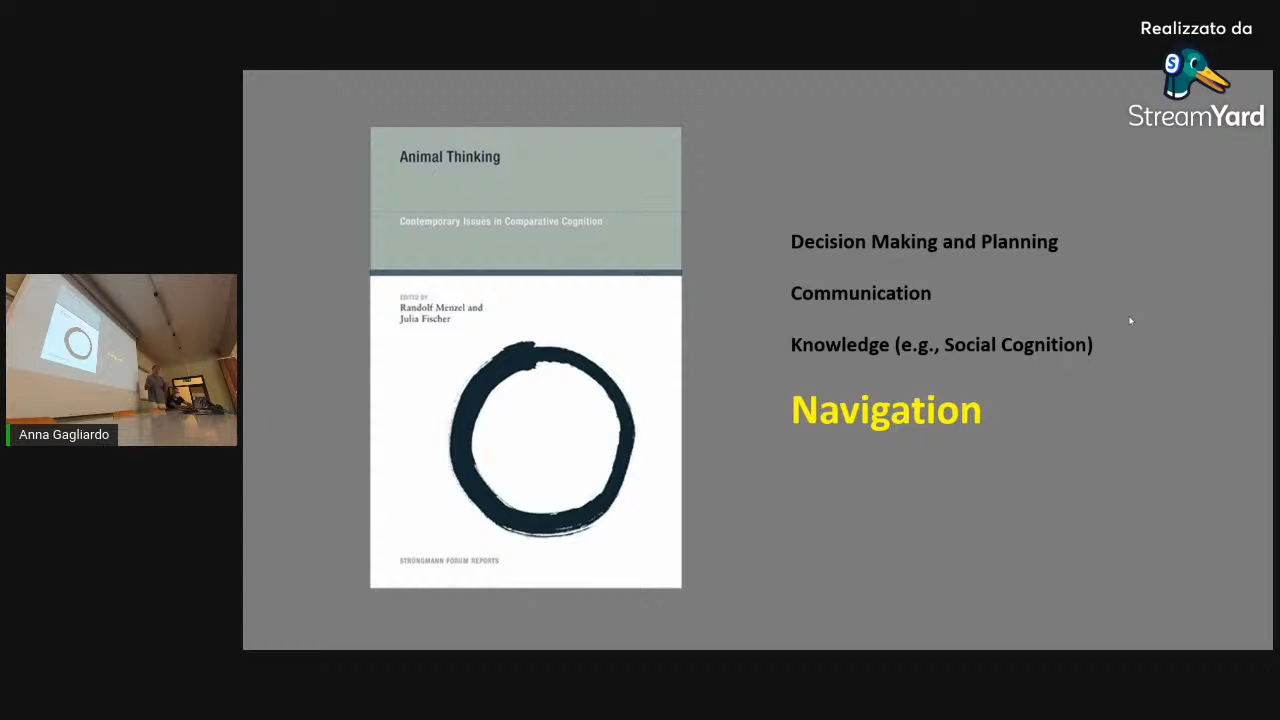 Realizzato da
S
StreamYard
Animal Thinking
Contemporary Issues in Comparative Cognition
EDITED BY
Randolf Menzel and
Julia Fischer
STRÜNGMANN FORUM REPORTS
Decision Making and Planning
Communication
Knowledge (e.g., Social Cognition)
Navigation
Anna Gagliardo